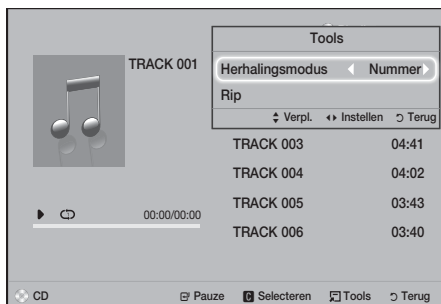 Tools
TRACK 001
Herhalingsmodus Nummer
Rip
Verpl. Instellen Terug
TRACK 003 04:41
TRACK 004 04:02
TRACK 005 03:43
00:00/00:00
TRACK 006 03:40
CD Pauze C Selecteren Tools Terug